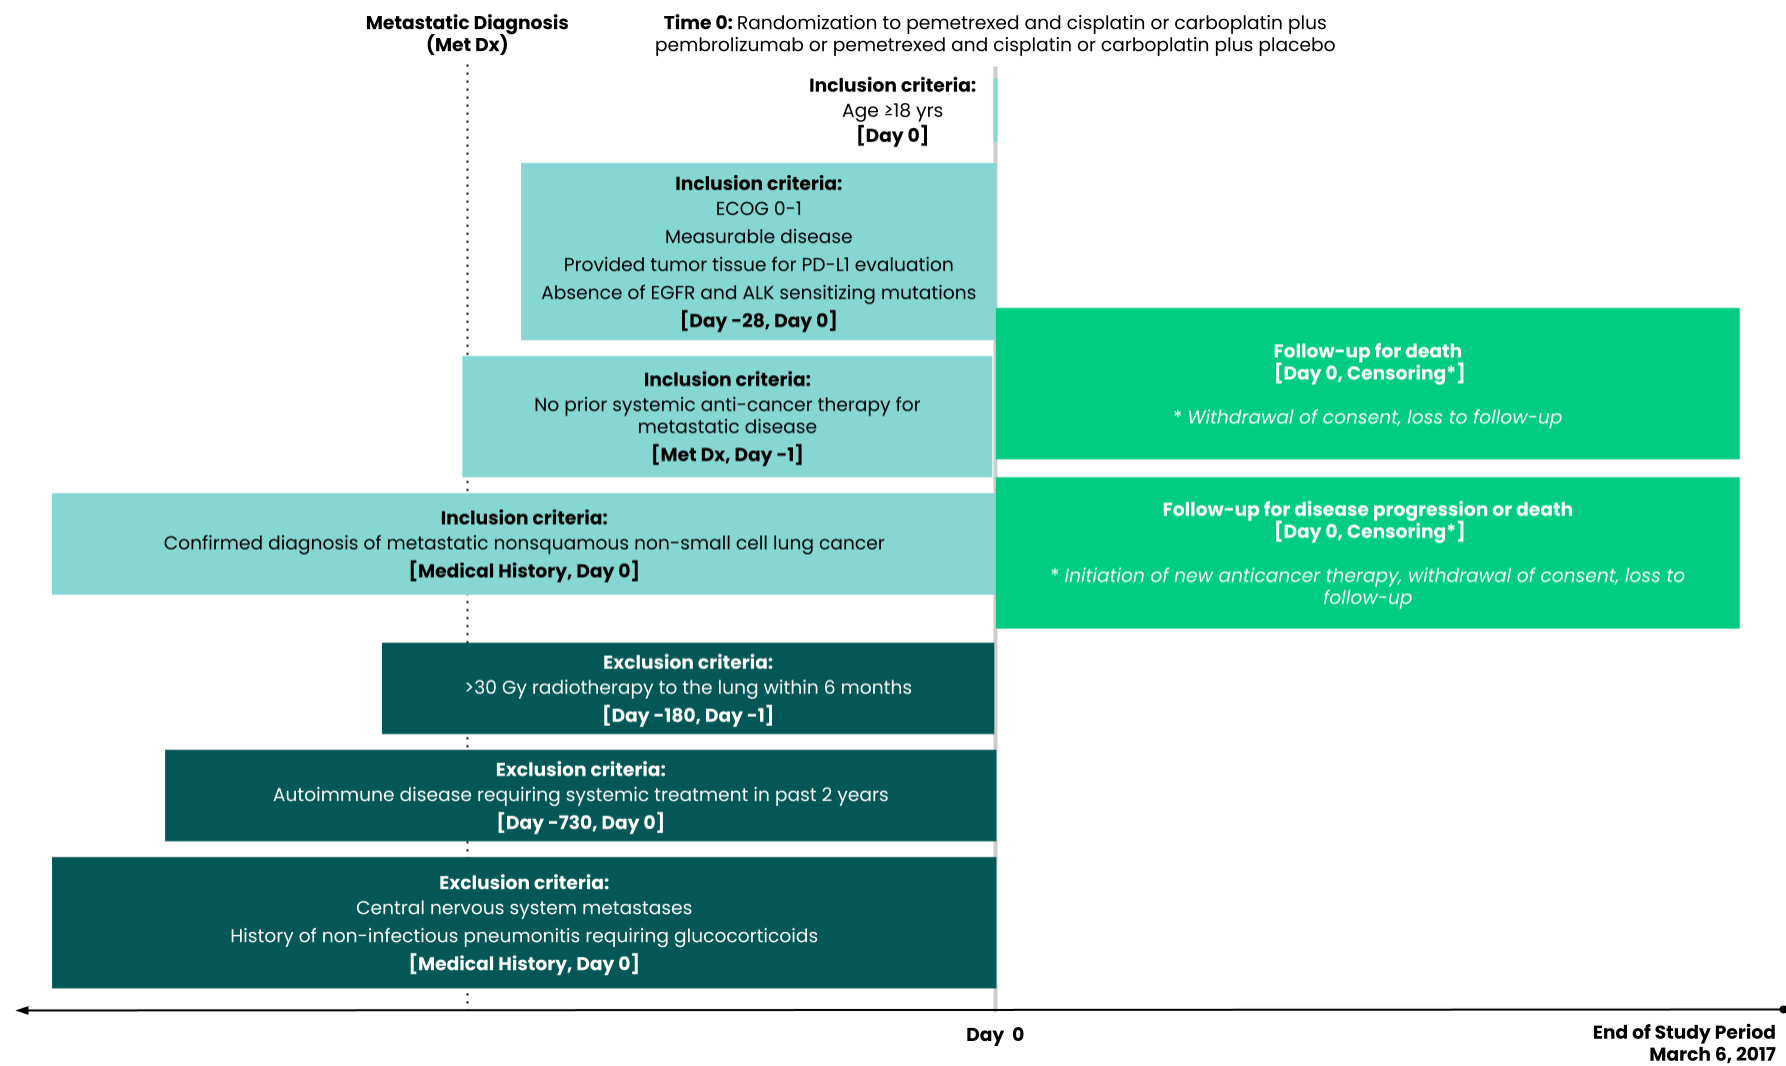 Metastatic Diagnosis
(Met Dx)
Time 0: Randomization to pemetrexed and cisplatin or carboplatin plus
pembrolizumab or pemetrexed and cisplatin or carboplatin plus placebo
Inclusion criteria:
Age ≥18 yrs
[Day 0]
Inclusion criteria:
ECOG 0-1
Measurable disease
Provided tumor tissue for PD-L1 evaluation
Absence of EGFR and ALK sensitizing mutations
[Day -28, Day 0]
Follow-up for death
[Day 0, Censoring*]
* Withdrawal of consent, loss to follow-up
Inclusion criteria:
No prior systemic anti-cancer therapy for
metastatic disease
[Met Dx, Day -1]
Follow-up for disease progression or death
[Day 0, Censoring*]
* Initiation of new anticancer therapy, withdrawal of consent, loss to
follow-up
Inclusion criteria:
Confirmed diagnosis of metastatic nonsquamous non-small cell lung cancer
[Medical History, Day 0]
Exclusion criteria:
>30 Gy radiotherapy to the lung within 6 months
[Day -180, Day -1]
Exclusion criteria:
Autoimmune disease requiring systemic treatment in past 2 years
[Day -730, Day 0]
Exclusion criteria:
Central nervous system metastases
History of non-infectious pneumonitis requiring glucocorticoids
[Medical History, Day 0]
Day 0
End of Study Period
March 6, 2017